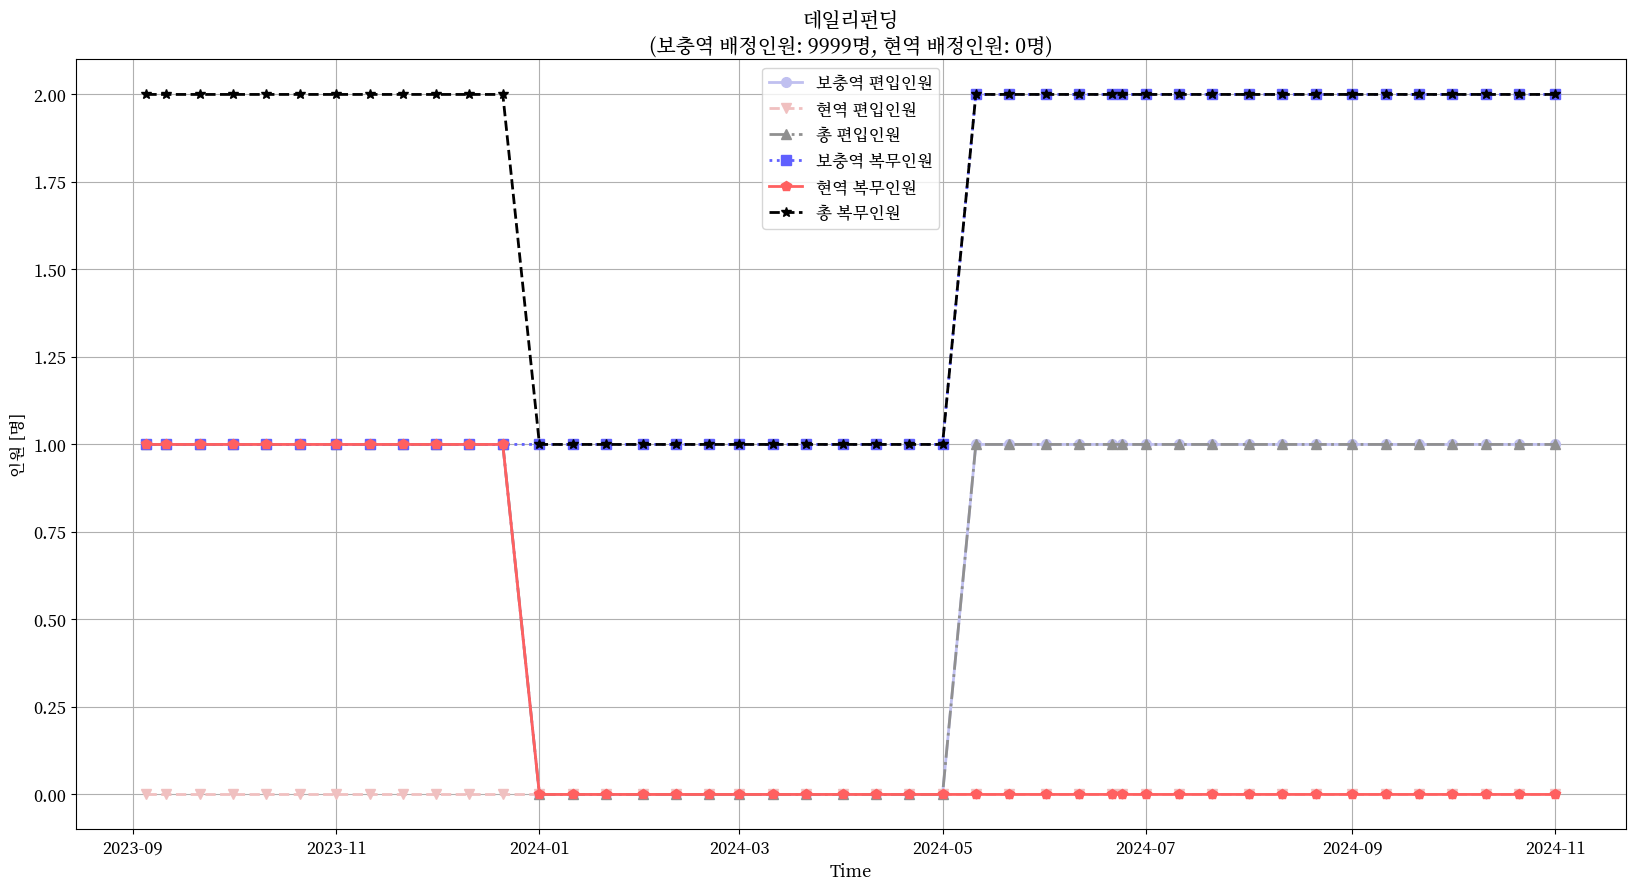 데일리펀딩
(보충역 배정인원: 9999명, 현역 배정인원: 0명)
보충역 편입인원
현역 편입인원
총 편입인원
보충역 복무인원
현역 복무인원
총 복무인원
2.00
1.75
1.50
1.25
1.00
0.75
0.50
0.25
0.00
인원 [명]
2023-09
2023-11
2024-01
2024-03
2024-05
2024-07
2024-09
2024-11
Time